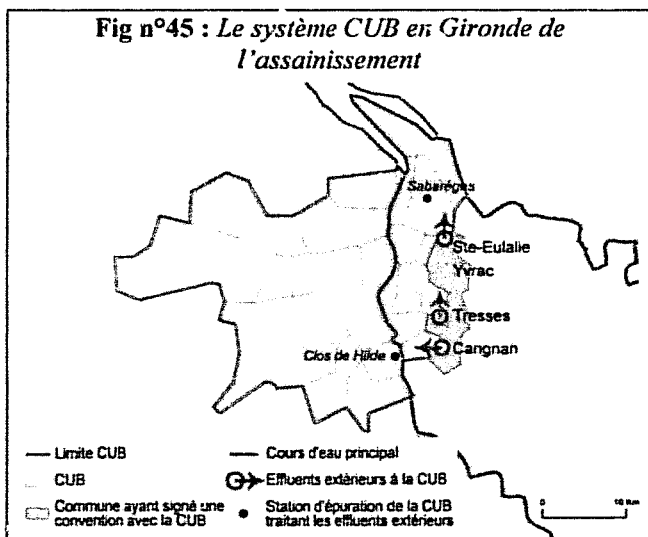 Fig n°45 : Le système CUB en Gironde de
l'assainissement
Sabarèges
Ste-Eulalie
Yvrac
Tresses
Clos de Hilde
Carignan
Limite CUB
Cours d'eau principal
CUB
Effluents extérieurs à la CUB
Commune ayant signé une
convention avec la CUB
Station d'épuration de la CUB
traitant les effluents extérieurs
0 10 Km